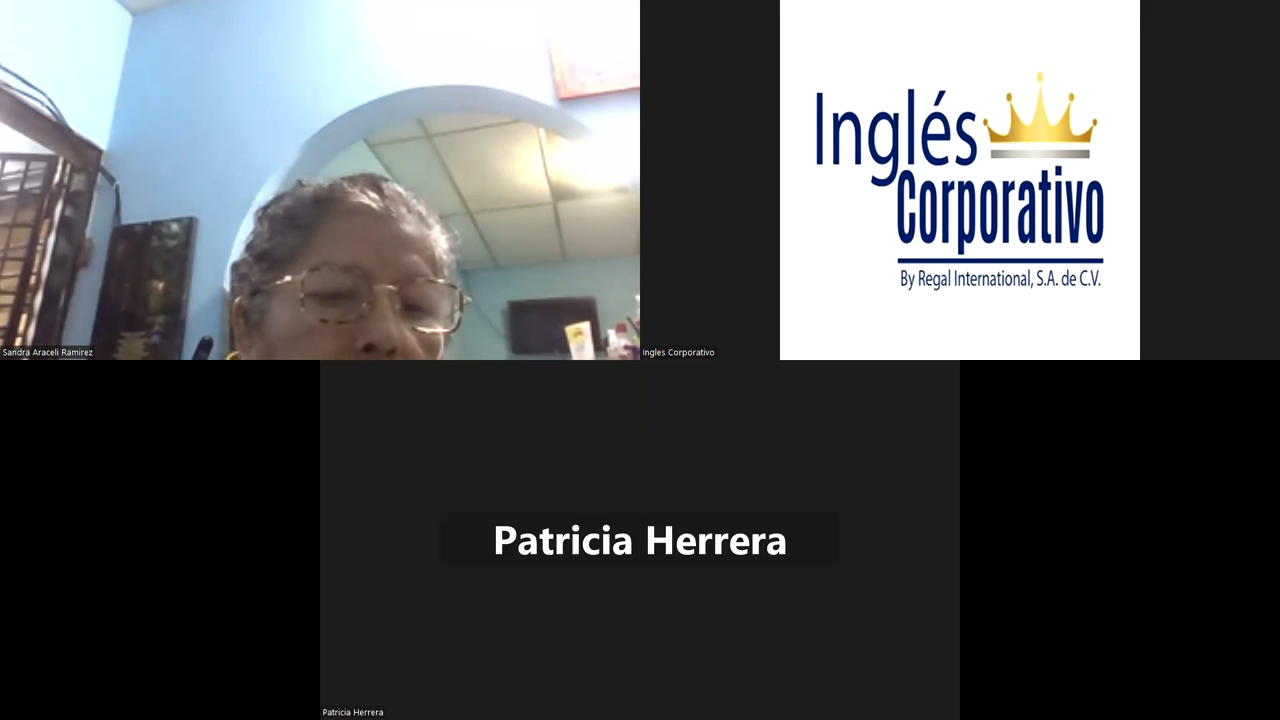 Sandra Araceli Ramirez
Inglés
Corporativo
By Regal International, S.A. de C.V.
Ingles Corporativo
Patricia Herrera
Patricia Herrera